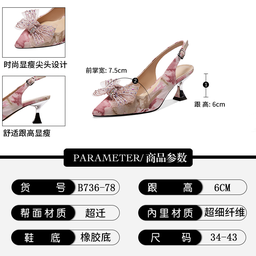 时尚显瘦尖头设计
前掌宽: 7.5cm
跟高: 6cm
舒适跟高显瘦
PARAMETER/ 商品参数
货号 B736-78 跟高 6CM
帮面材质 超迁 内里材质 超细纤维
鞋底 橡胶底 尺码 34-43